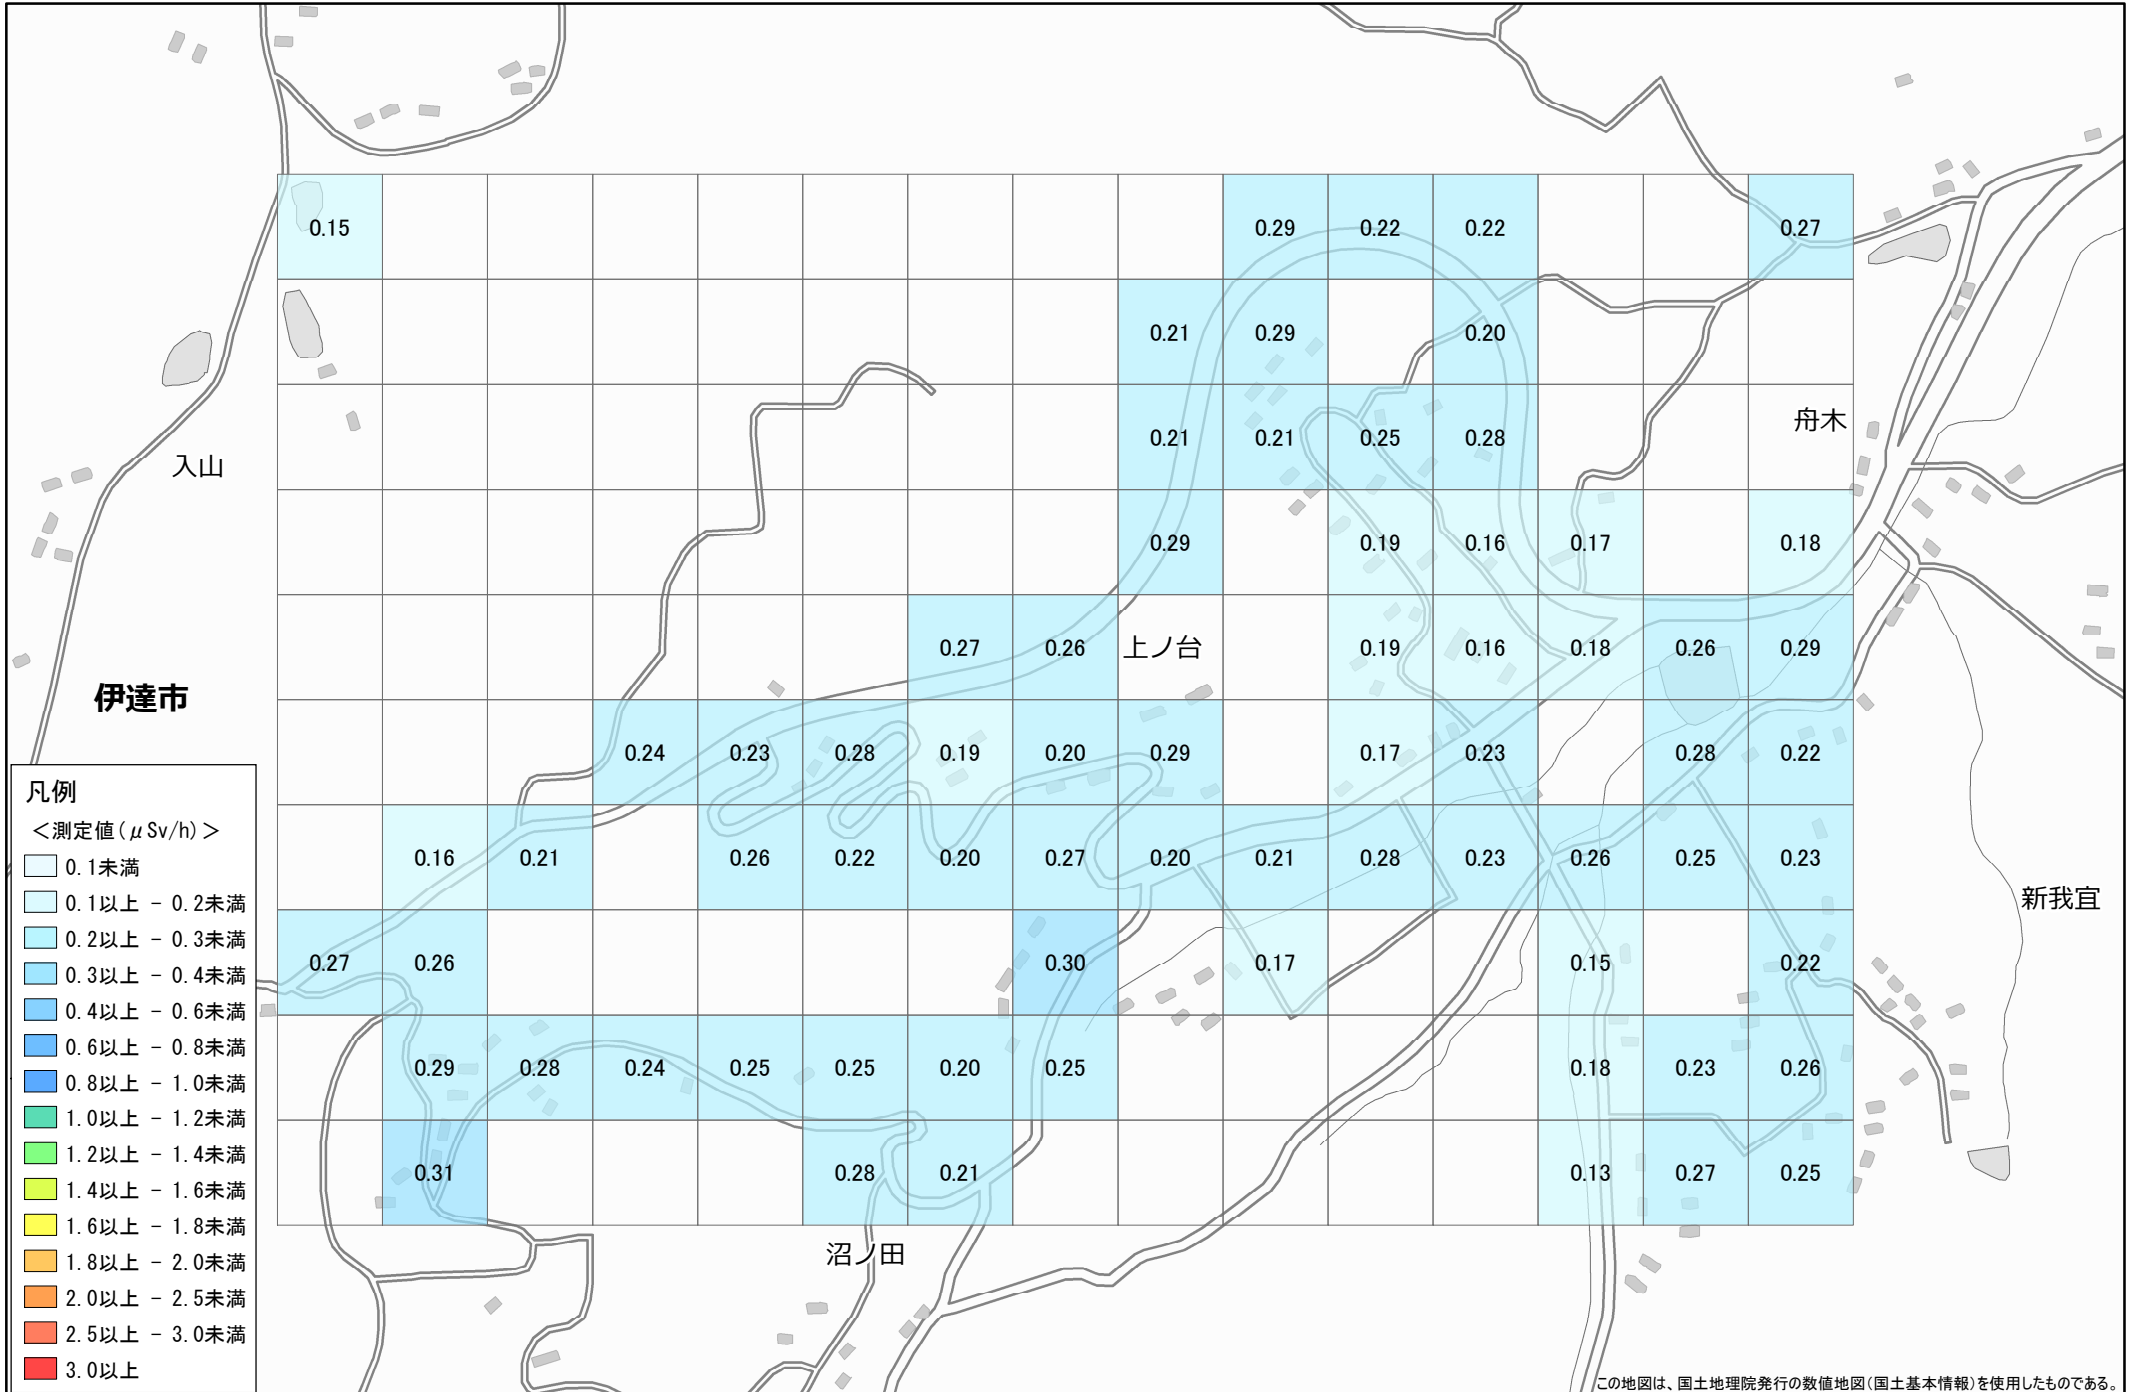 0.15 0.29 0.22 0.22 0.27
0.21 0.29 0.20
舟木
0.21 0.21 0.25 0.28
入山
0.29 0.19 0.16 0.17 0.18
0.27 0.26 上ノ台 0.19 0.16 0.18 0.26 0.29
伊達市
0.24 0.23 0.28 0.19 0.20 0.29 0.17 0.23 0.28 0.22
0.16 0.21 0.26 0.22 0.20 0.27 0.20 0.21 0.28 0.23 0.26 0.25 0.23
新我宜
0.27 0.26 0.30 0.17 0.15 0.22
0.29 0.28 0.24 0.25 0.25 0.20 0.25 0.18 0.23 0.26
0.31 0.28 0.21 0.13 0.27 0.25
沼ノ田
凡例
＜測定値(μSv/h)＞
0.1未満
0.1以上 - 0.2未満
0.2以上 - 0.3未満
0.3以上 - 0.4未満
0.4以上 - 0.6未満
0.6以上 - 0.8未満
0.8以上 - 1.0未満
1.0以上 - 1.2未満
1.2以上 - 1.4未満
1.4以上 - 1.6未満
1.6以上 - 1.8未満
1.8以上 - 2.0未満
2.0以上 - 2.5未満
2.5以上 - 3.0未満
3.0以上
この地図は、国土地理院発行の数値地図(国土基本情報)を使用したものである。